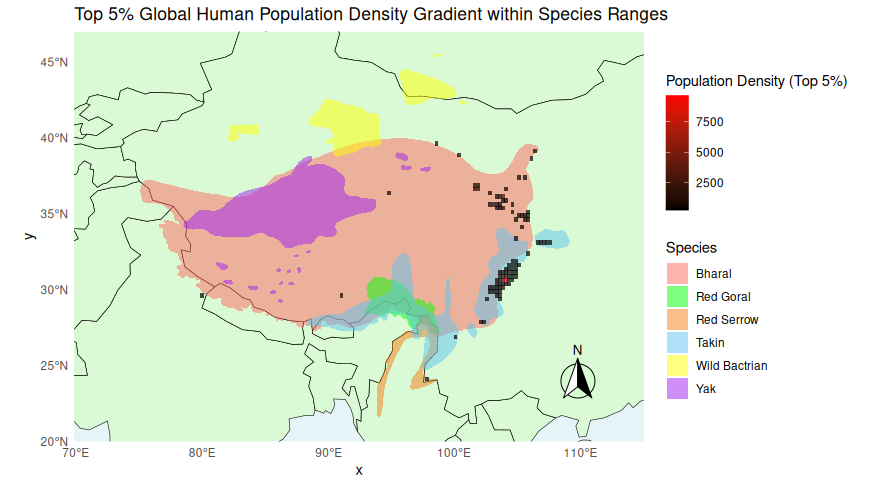 Top 5% Global Human Population Density Gradient within Species Ranges
45°N
40°N
35°N
30°N
25°N
20°N
y
70°E
80°E
90°E
100°E
110°E
x
N
Population Density (Top 5%)
7500
5000
2500
Species
Bharal
Red Goral
Red Serrow
Takin
Wild Bactrian
Yak